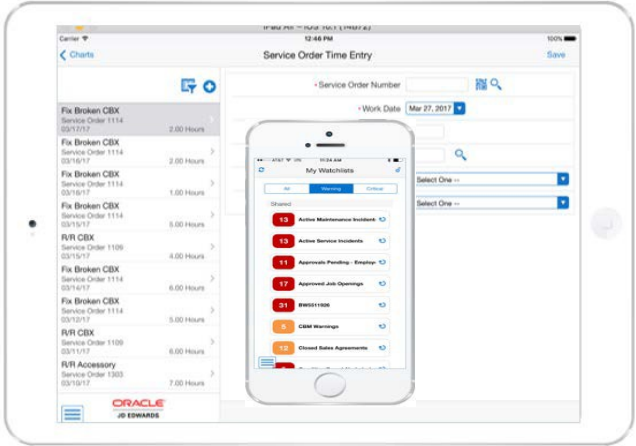 iPad Air - iOS 10.1 (14B72)
Carrier 12:46 PM 100%
Charts Service Order Time Entry Save
Service Order Number
Work Date Mar 27, 2017
Select One --
Select One --
Fix Broken CBX
Service Order 1114
03/17/17 2.00 Hours
Fix Broken CBX
Service Order 1114
03/16/17 2.00 Hours
Fix Broken CBX
Service Order 1114
03/16/17 1.00 Hours
Fix Broken CBX
Service Order 1114
03/15/17 5.00 Hours
R/R CBX
Service Order 1109
03/15/17 4.00 Hours
Fix Broken CBX
Service Order 1114
03/14/17 6.00 Hours
Fix Broken CBX
Service Order 1114
03/12/17 5.00 Hours
R/R CBX
Service Order 1109
03/11/17 6.00 Hours
R/R Accessory
Service Order 1303
03/10/17 7.00 Hours
ORACLE
JD EDWARDS
11:24 AM
My Watchlists
All Warning Critical
Shared
13 Active Maintenance Incident
13 Active Service Incidents
11 Approvals Pending - Employ
17 Approved Job Openings
31
5 CBM Warnings
12 Closed Sales Agreements